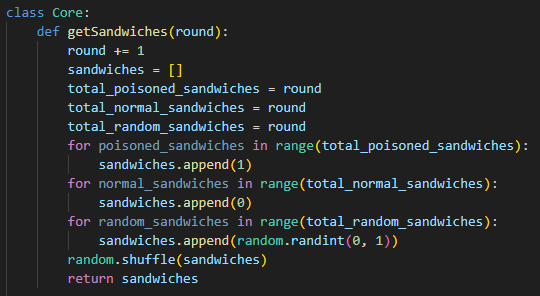 class Core:
    def getSandwiches(round):
        round += 1
        sandwiches = []
        total_poisoned_sandwiches = round
        total_normal_sandwiches = round
        total_random_sandwiches = round
        for poisoned_sandwiches in range(total_poisoned_sandwiches):
            sandwiches.append(1)
        for normal_sandwiches in range(total_normal_sandwiches):
            sandwiches.append(0)
        for random_sandwiches in range(total_random_sandwiches):
            sandwiches.append(random.randint(0, 1))
        random.shuffle(sandwiches)
        return sandwiches